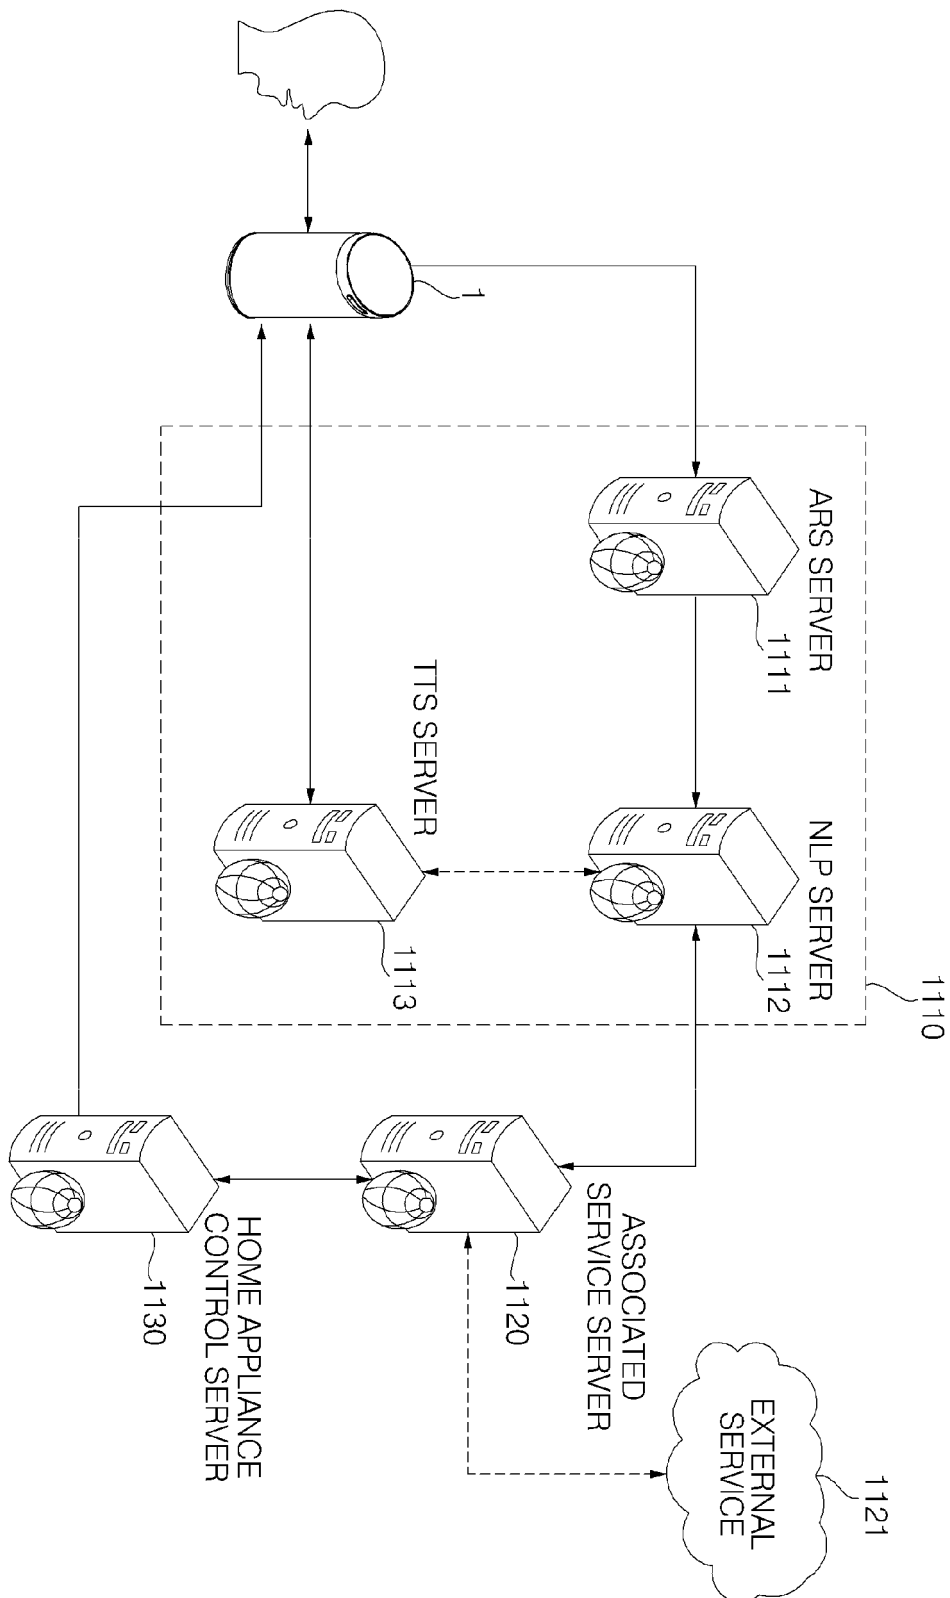 1110
ARS SERVER
1111
NLP SERVER
1112
1
TTS SERVER
1113
EXTERNAL
SERVICE
1121
ASSOCIATED
SERVICE SERVER
1120
HOME APPLIANCE
CONTROL SERVER
1130